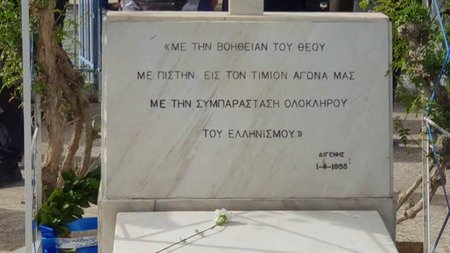 «ΜΕ ΤΗΝ ΒΟΗΘΕΙΑΝ ΤΟΥ ΘΕΟΥ
ΜΕ ΠΙΣΤΗΝ ΕΙΣ ΤΟΝ ΤΙΜΙΟΝ ΑΓΩΝΑ ΜΑΣ
ΜΕ ΤΗΝ ΣΥΜΠΑΡΑΣΤΑΣΗ ΟΛΟΚΛΗΡΟΥ
ΤΟΥ ΕΛΛΗΝΙΣΜΟΥ»
ΔΙΓΕΝΗΣ
1-4-1955